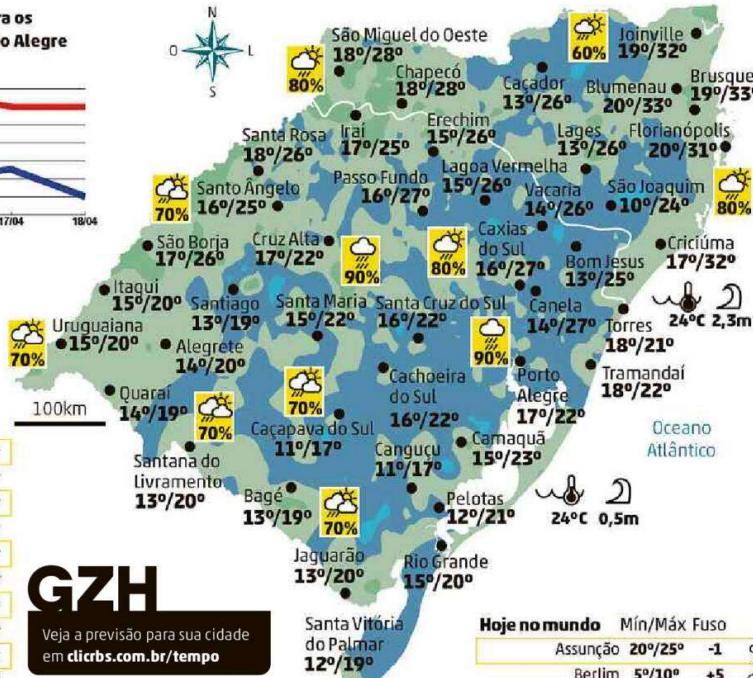 ra os
o Alegre
17/04
18/04
N
O
L
S
São Miguel do Oeste
18º/28º
80%
Chapecó
18º/28º
Caçador
13º/26º
60%
Joinville
19º/32º
Blumenau
20º/33º
Brusque
19º/33º
Santa Rosa
18º/26º
Iraí
17º/25º
Erechim
15º/26º
Lages
13º/26º
Florianópolis
20º/31º
70%
Santo Ângelo
16º/25º
Passo Fundo
16º/27º
Lagoa Vermelha
15º/26º
Vacaria
14º/26º
São Joaquim
10º/24º
80%
São Borja
17º/26º
Cruz Alta
17º/22º
90%
80%
Caxias
do Sul
16º/27º
Bom Jesus
13º/25º
Criciúma
17º/32º
Itaqui
15º/20º
Santiago
13º/19º
Santa Maria
15º/22º
Santa Cruz do Sul
16º/22º
Canela
14º/27º
24ºC
2,3m
Torres
18º/21º
70%
Uruguaiana
15º/20º
Alegrete
14º/20º
90%
Tramandaí
18º/22º
Porto
Alegre
17º/22º
Quaraí
14º/19º
100km
70%
70%
Cachoeira
do Sul
16º/22º
Oceano
Atlântico
Caçapava do Sul
11º/17º
Camaquã
15º/23º
Santana do
Livramento
13º/20º
Canguçu
11º/17º
Bagé
13º/19º
70%
Pelotas
12º/21º
24ºC
0,5m
Jaguarão
13º/20º
Rio Grande
15º/20º
GZH
Veja a previsão para sua cidade
em clicrbs.com.br/tempo
Santa Vitória
do Palmar
12º/19º
Hoje no mundo Mín/Máx Fuso
Assunção 20º/25º -1
Berlim 5º/10º +5